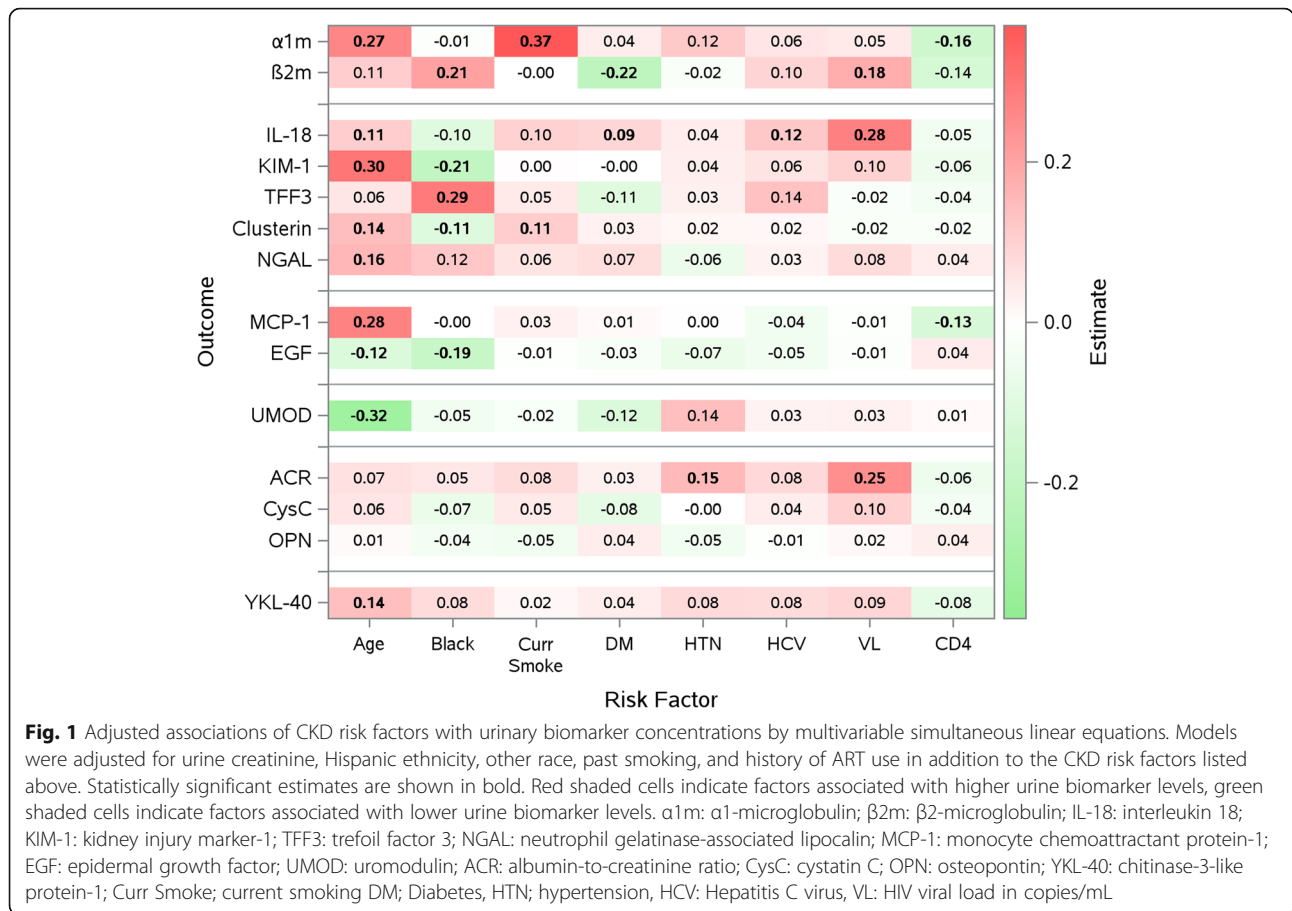 α1m 0.27 -0.01 0.37 0.04 0.12 0.06 0.05 -0.16
ß2m 0.11 0.21 -0.00 -0.22 -0.02 0.10 0.18 -0.14
IL-18 0.11 -0.10 0.10 0.09 0.04 0.12 0.28 -0.05
KIM-1 0.30 -0.21 0.00 -0.00 0.04 0.06 0.10 -0.06
TFF3 0.06 0.29 0.05 -0.11 0.03 0.14 -0.02 -0.04
Clusterin 0.14 -0.11 0.11 0.03 0.02 0.02 -0.02 -0.02
NGAL 0.16 0.12 0.06 0.07 -0.06 0.03 0.08 0.04
MCP-1 0.28 -0.00 0.03 0.01 0.00 -0.04 -0.01 -0.13
EGF -0.12 -0.19 -0.01 -0.03 -0.07 -0.05 -0.01 0.04
UMOD -0.32 -0.05 -0.02 -0.12 0.14 0.03 0.03 0.01
ACR 0.07 0.05 0.08 0.03 0.15 0.08 0.25 -0.06
CysC 0.06 -0.07 0.05 -0.08 -0.00 0.04 0.10 -0.04
OPN 0.01 -0.04 -0.05 0.04 -0.05 -0.01 0.02 0.04
YKL-40 0.14 0.08 0.02 0.04 0.08 0.08 0.09 -0.08
Outcome
0.2
0.0
-0.2
Estimate
Age Black Curr Smoke DM HTN HCV VL CD4
Risk Factor
Fig. 1 Adjusted associations of CKD risk factors with urinary biomarker concentrations by multivariable simultaneous linear equations. Models
were adjusted for urine creatinine, Hispanic ethnicity, other race, past smoking, and history of ART use in addition to the CKD risk factors listed
above. Statistically significant estimates are shown in bold. Red shaded cells indicate factors associated with higher urine biomarker levels, green
shaded cells indicate factors associated with lower urine biomarker levels. α1m: α1-microglobulin; β2m: β2-microglobulin; IL-18: interleukin 18;
KIM-1: kidney injury marker-1; TFF3: trefoil factor 3; NGAL: neutrophil gelatinase-associated lipocalin; MCP-1: monocyte chemoattractant protein-1;
EGF: epidermal growth factor; UMOD: uromodulin; ACR: albumin-to-creatinine ratio; CysC: cystatin C; OPN: osteopontin; YKL-40: chitinase-3-like
protein-1; Curr Smoke; current smoking DM; Diabetes, HTN; hypertension, HCV: Hepatitis C virus, VL: HIV viral load in copies/mL